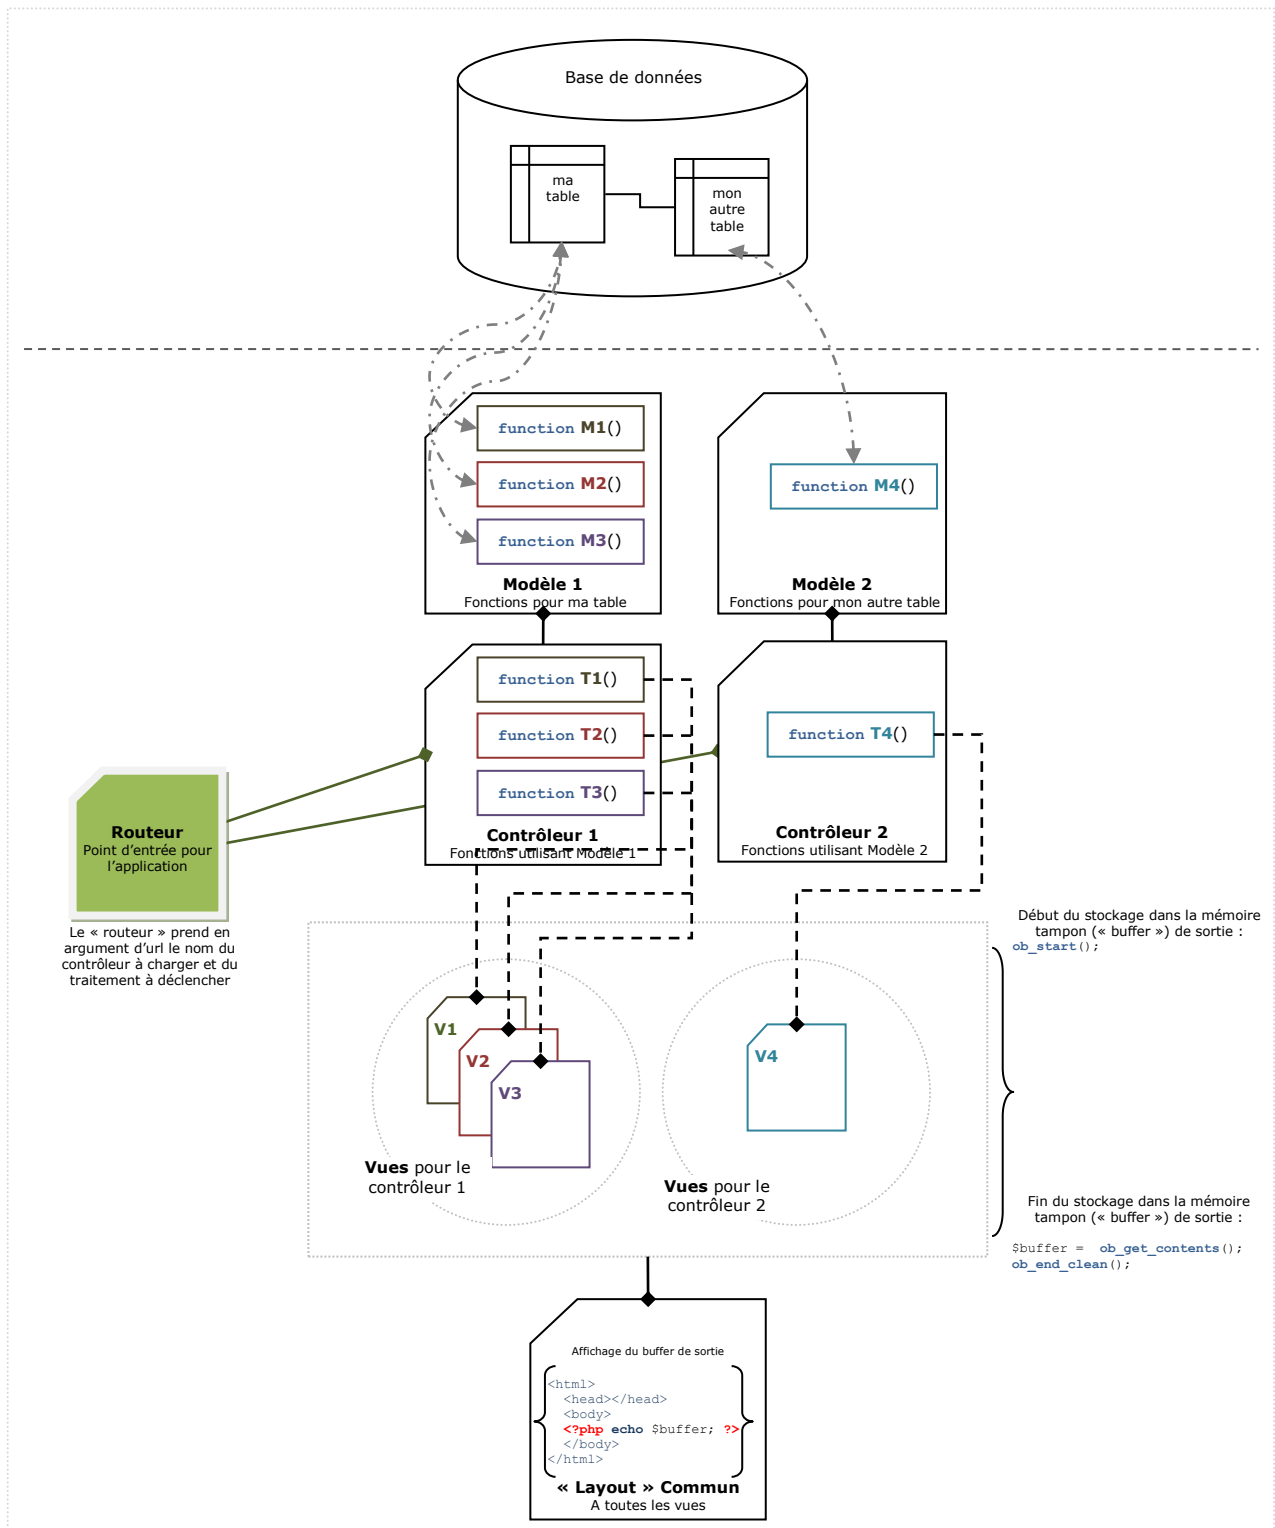 Base de données
ma
table
mon
autre
table
function M1()
function M2()
function M3()
Modèle 1
Fonctions pour ma table
function M4()
Modèle 2
Fonctions pour mon autre table
function T1()
function T2()
function T3()
Contrôleur 1
Fonctions utilisant Modèle 1
function T4()
Contrôleur 2
Fonctions utilisant Modèle 2
Routeur
Point d’entrée pour
l’application
Le « routeur » prend en
argument d’url le nom du
contrôleur à charger et du
traitement à déclencher
Début du stockage dans la mémoire
tampon (« buffer ») de sortie :
ob_start();
V1
V2
V3
Vues pour le
contrôleur 1
V4
Vues pour le
contrôleur 2
Fin du stockage dans la mémoire
tampon (« buffer ») de sortie :
$buffer = ob_get_contents();
ob_end_clean();
Affichage du buffer de sortie
<html>
<head></head>
<body>
<?php echo $buffer; ?>
</body>
</html>
« Layout » Commun
A toutes les vues